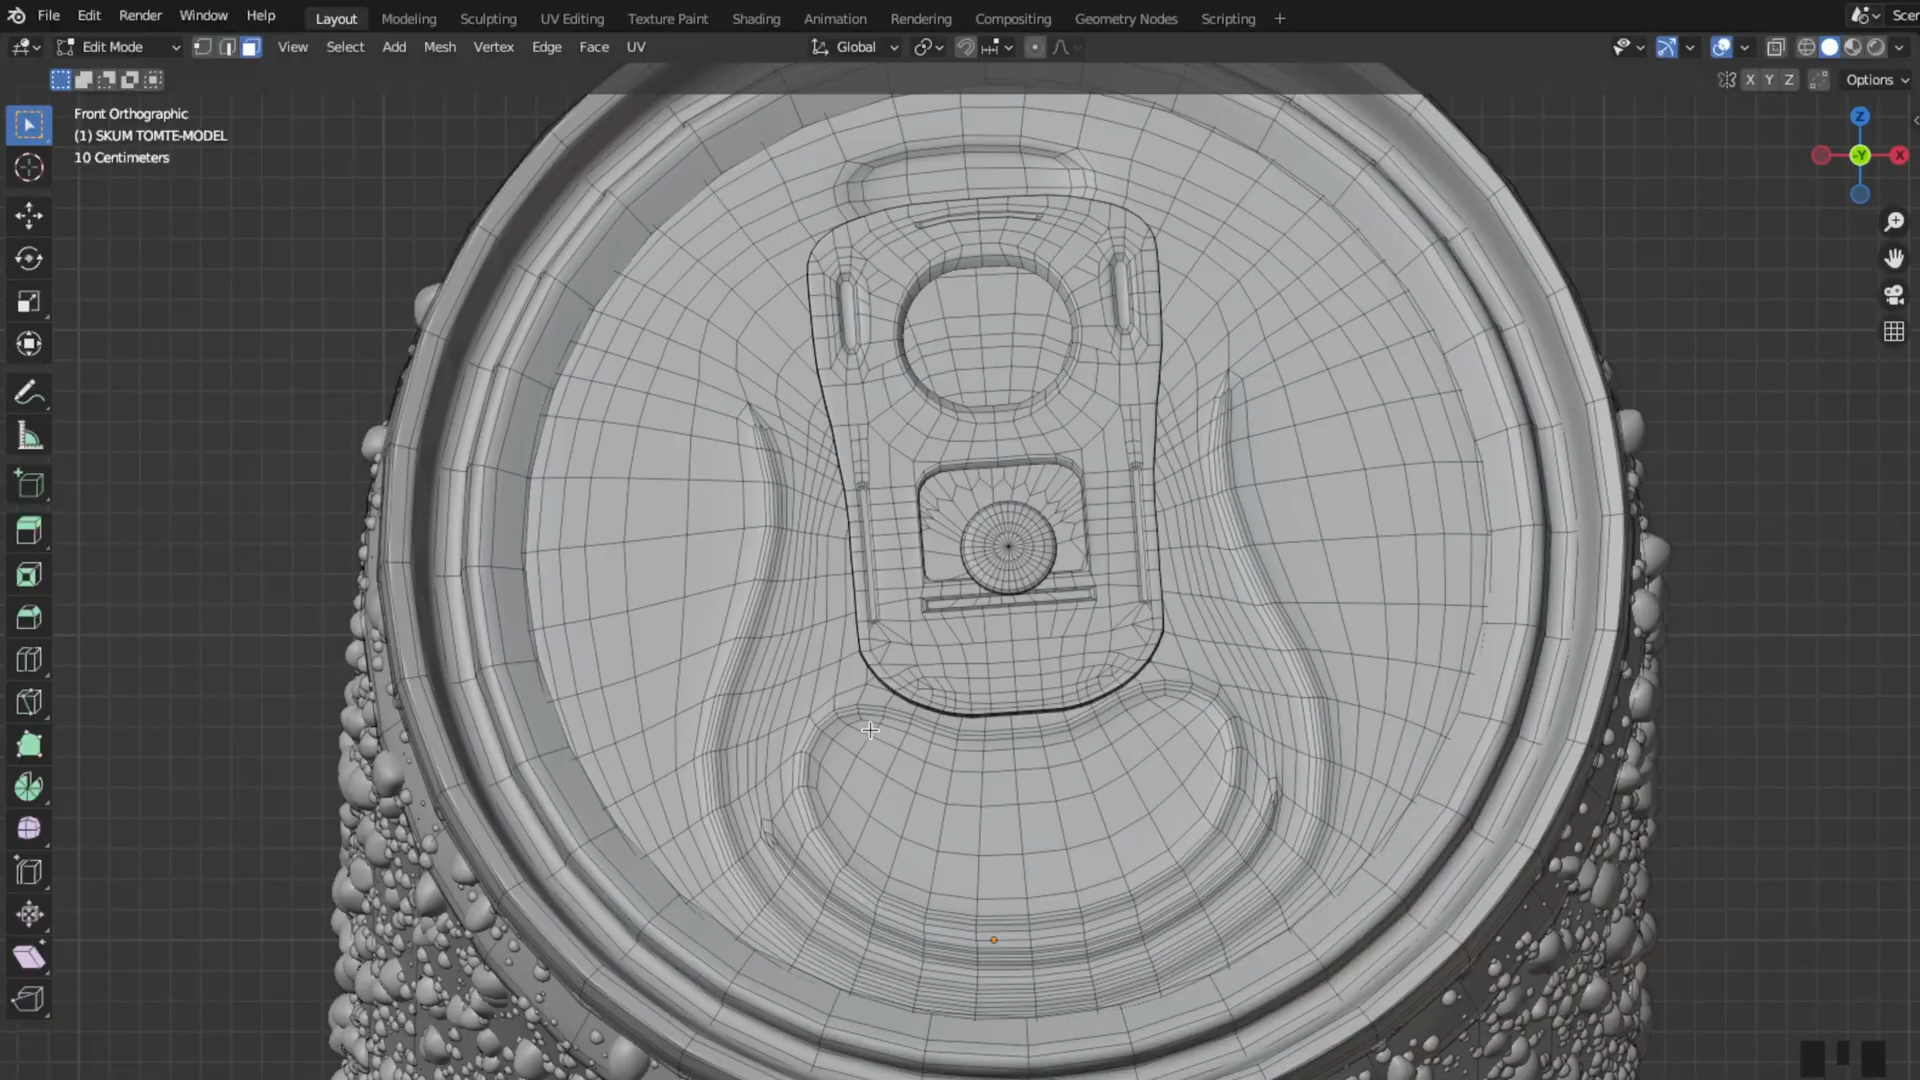 File Edit Render Window Help Layout Modeling Sculpting UV Editing Texture Paint Shading Animation Rendering Compositing Geometry Nodes Scripting + Scer
Edit Mode View Select Add Mesh Vertex Edge Face UV Global
X Y Z Options
Front Orthographic
(1) SKUM TOMTE-MODEL
10 Centimeters
Z
-Y X